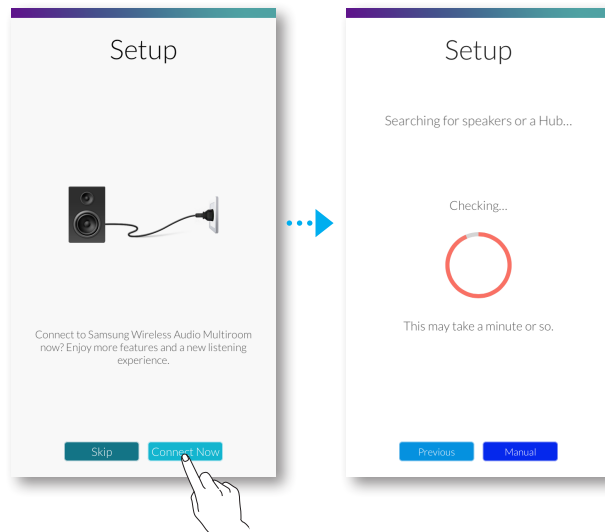 Setup
Connect to Samsung Wireless Audio Multiroom
now? Enjoy more features and a new listening
experience.
Skip
Connect Now
Setup
Searching for speakers or a Hub...
Checking...
This may take a minute or so.
Previous
Manual